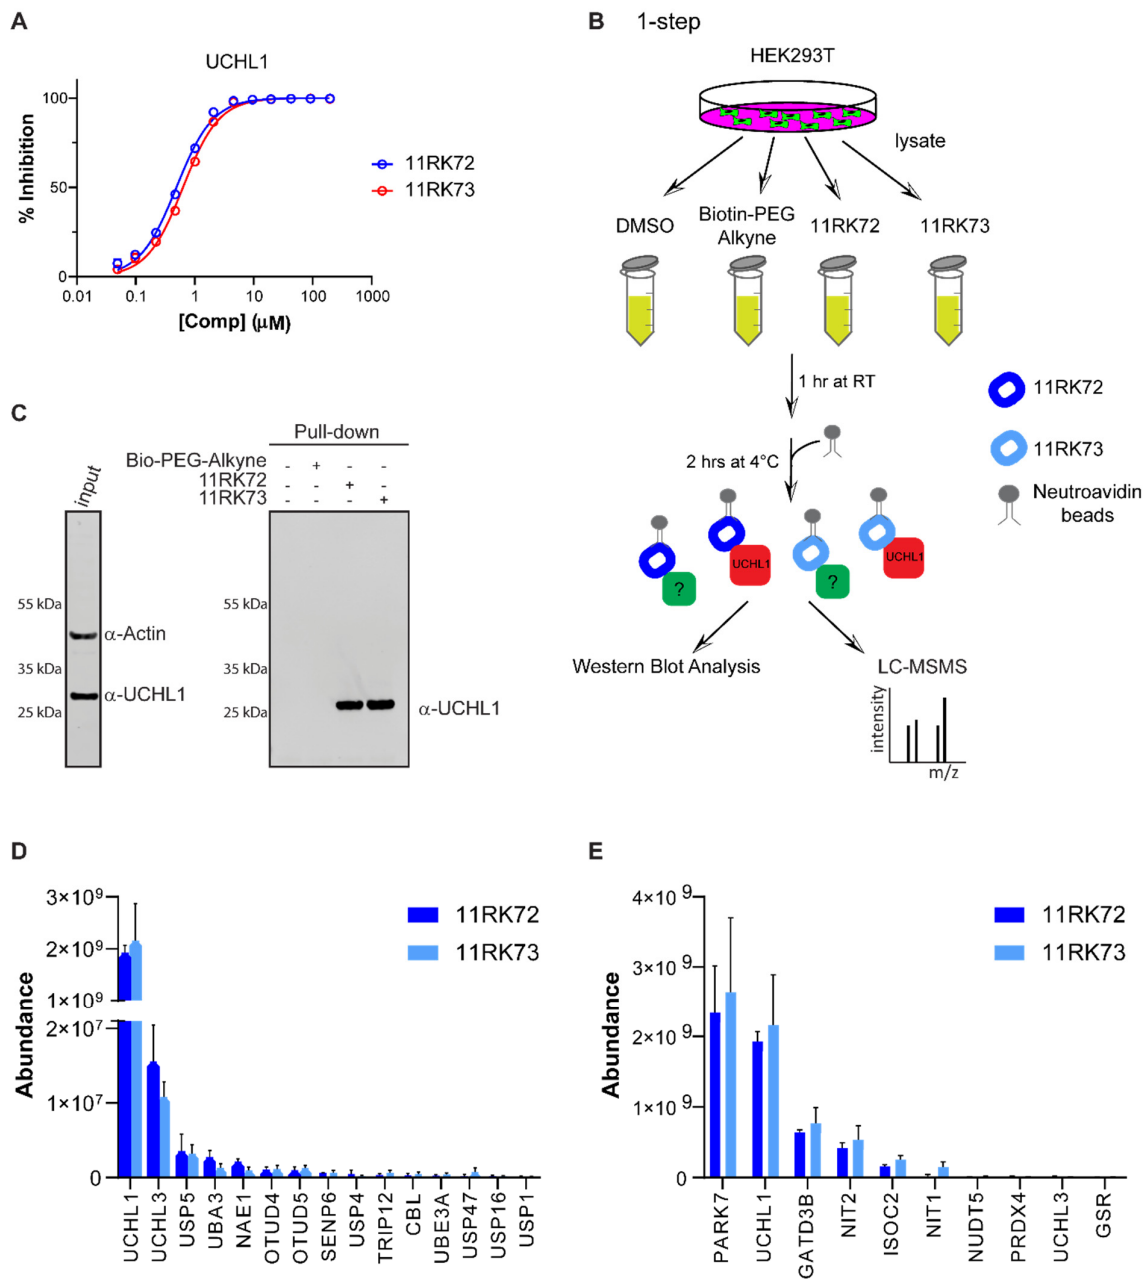 A
UCHL1
100
50
0
% Inhibition
0.01 0.1 1 10 100 1000
[Comp] (μM)
11RK72
11RK73
B
1-step
HEK293T
lysate
DMSO
Biotin-PEG
Alkyne
11RK72
11RK73
1 hr at RT
2 hrs at 4°C
11RK72
11RK73
Neutroavidin
beads
?
UCHL1
?
UCHL1
Western Blot Analysis
LC-MSMS
intensity
m/z
C
input
55 kDa
α-Actin
35 kDa
α-UCHL1
25 kDa
Pull-down
Bio-PEG-Alkyne - + - -
11RK72 - - + -
11RK73 - - - +
55 kDa
35 kDa
25 kDa
α-UCHL1
D
3×10⁹
2×10⁹
1×10⁹
2×10⁷
1×10⁷
0
Abundance
11RK72
11RK73
UCHL1
UCHL3
USP5
UBA3
NAE1
OTUD4
OTUD5
SENP6
USP4
TRIP12
CBL
UBE3A
USP47
USP16
USP1
E
4×10⁹
3×10⁹
2×10⁹
1×10⁹
0
Abundance
11RK72
11RK73
PARK7
UCHL1
GATD3B
NIT2
ISOC2
NIT1
NUDT5
PRDX4
UCHL3
GSR